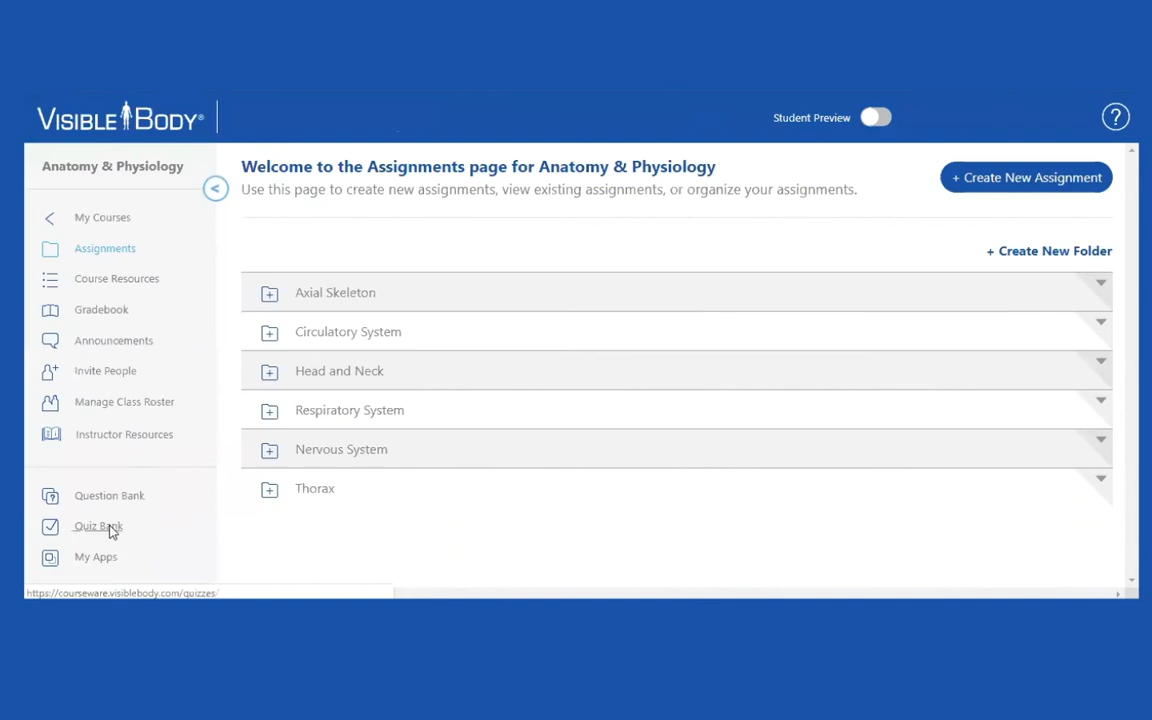 VISIBLE BODY®
Student Preview
?
Anatomy & Physiology
<
My Courses
Assignments
Course Resources
Gradebook
Announcements
Invite People
Manage Class Roster
Instructor Resources
Question Bank
Quiz Bank
My Apps
https://courseware.visiblebody.com/quizzes/
Welcome to the Assignments page for Anatomy & Physiology
Use this page to create new assignments, view existing assignments, or organize your assignments.
+ Create New Assignment
+ Create New Folder
Axial Skeleton
Circulatory System
Head and Neck
Respiratory System
Nervous System
Thorax